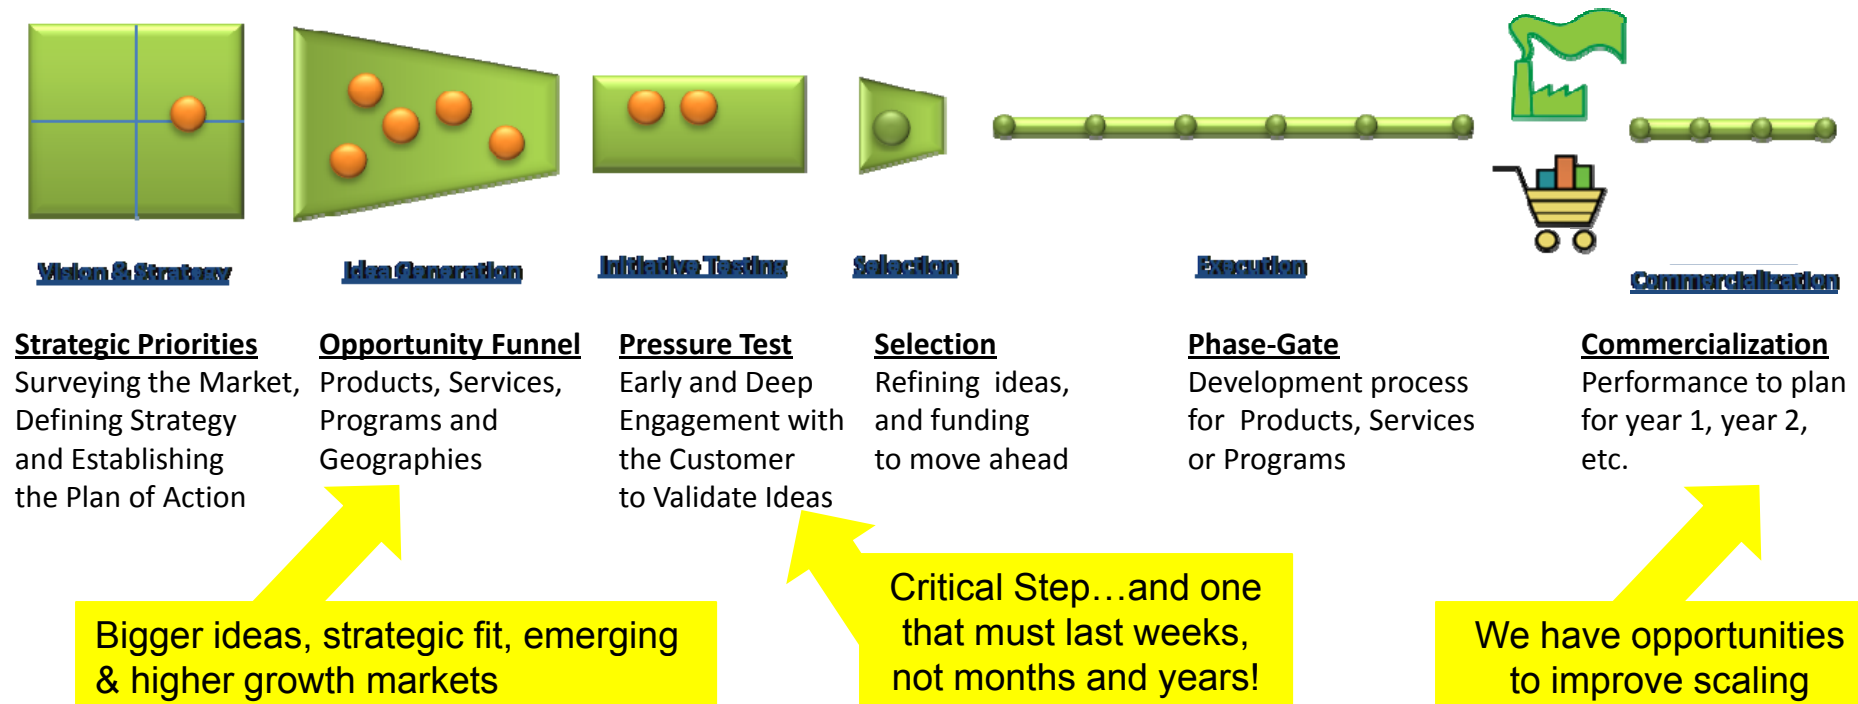 Vision & Strategy
Idea Generation
Initiative Testing
Selection
Execution
Commercialization
Strategic Priorities
Surveying the Market,
Defining Strategy
and Establishing
the Plan of Action
Opportunity Funnel
Products, Services,
Programs and
Geographies
Pressure Test
Early and Deep
Engagement with
the Customer
to Validate Ideas
Selection
Refining ideas,
and funding
to move ahead
Phase-Gate
Development process
for Products, Services
or Programs
Commercialization
Performance to plan
for year 1, year 2,
etc.
Bigger ideas, strategic fit, emerging
& higher growth markets
Critical Step…and one
that must last weeks,
not months and years!
We have opportunities
to improve scaling